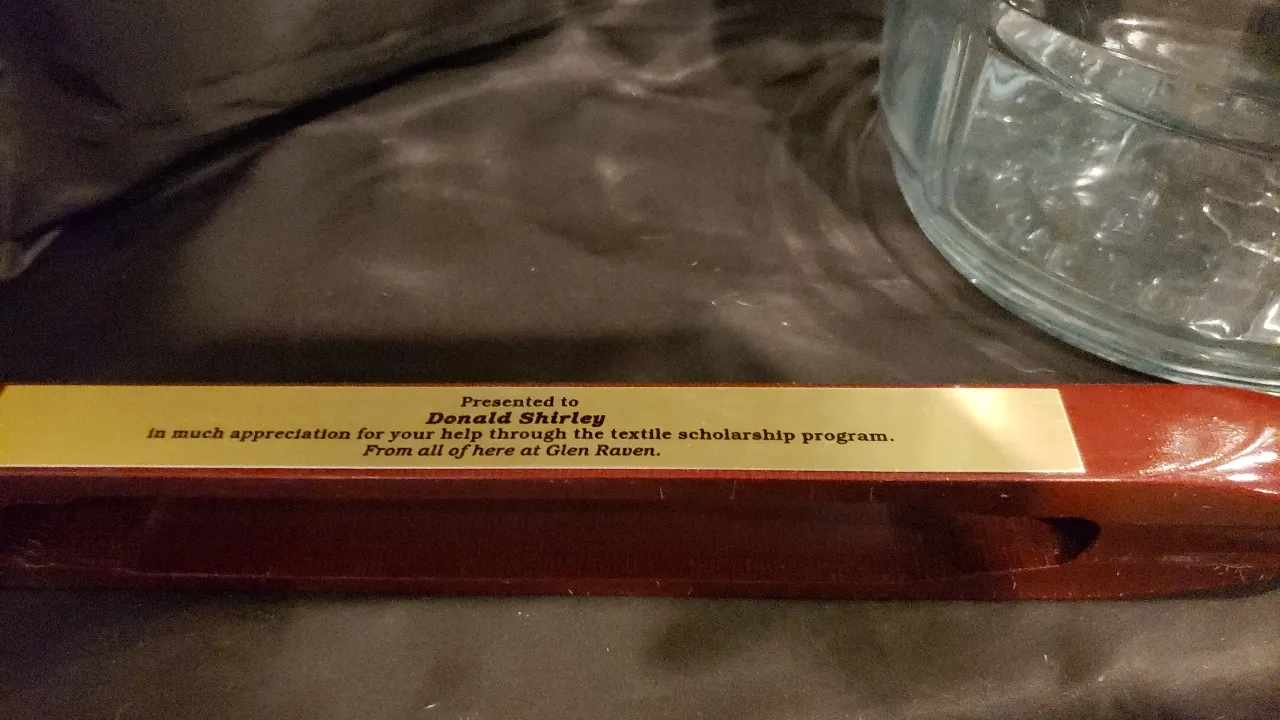 Presented to
Donald Shirley
in much appreciation for your help through the textile scholarship program.
From all of here at Glen Raven.